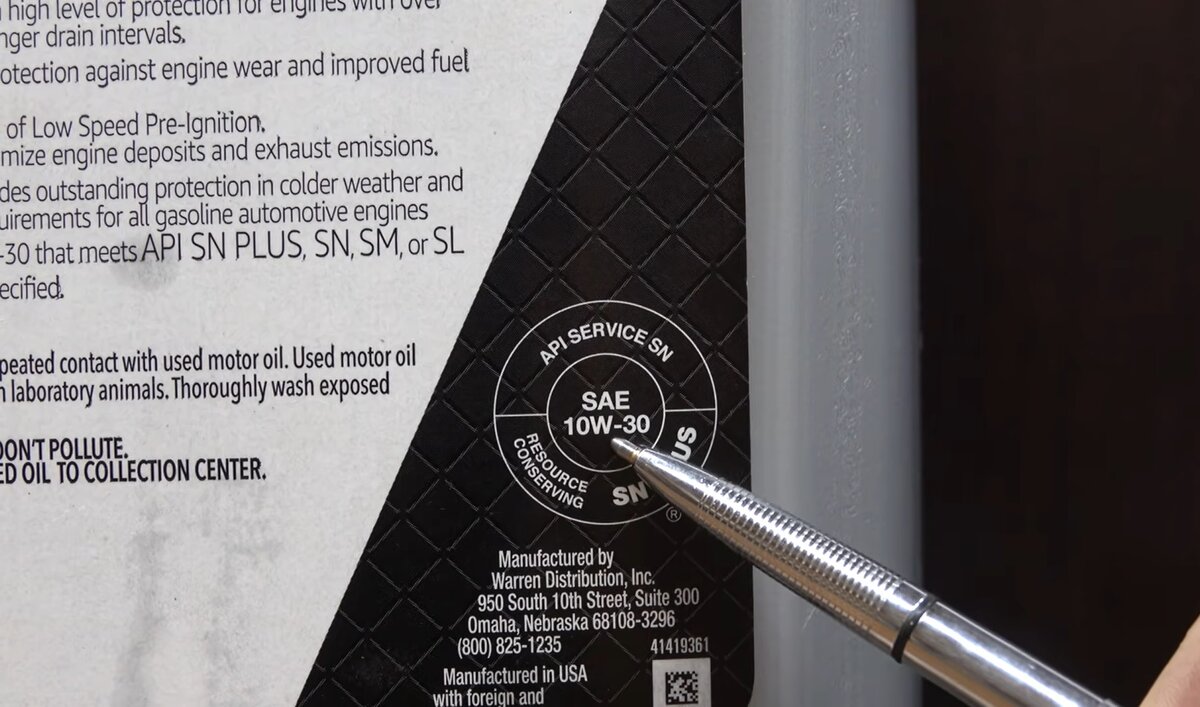 high level of protection for engines with over
nger drain intervals.
otection against engine wear and improved fuel
of Low Speed Pre-Ignition.
mize engine deposits and exhaust emissions.
des outstanding protection in colder weather and
uirements for all gasoline automotive engines
-30 that meets API SN PLUS, SN, SM, or SL
ecified.
peated contact with used motor oil. Used motor oil
n laboratory animals. Thoroughly wash exposed
DON'T POLLUTE.
ED OIL TO COLLECTION CENTER.
API SERVICE SN
SAE
10W-30
RESOURCE
CONSERVING
SN US
®
Manufactured by
Warren Distribution, Inc.
950 South 10th Street, Suite 300
Omaha, Nebraska 68108-3296
(800) 825-1235
41419361
Manufactured in USA
with foreign and